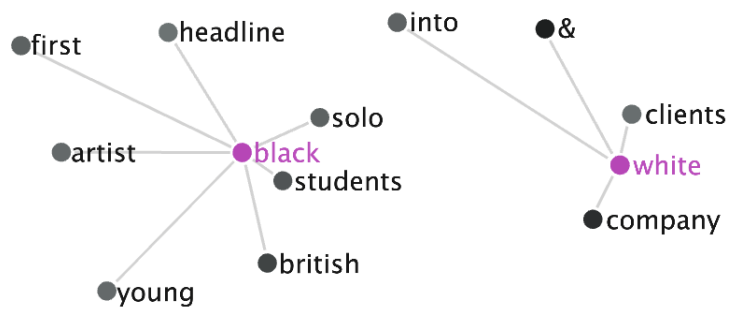 first
headline
solo
artist
black
students
british
young
into
&
clients
white
company